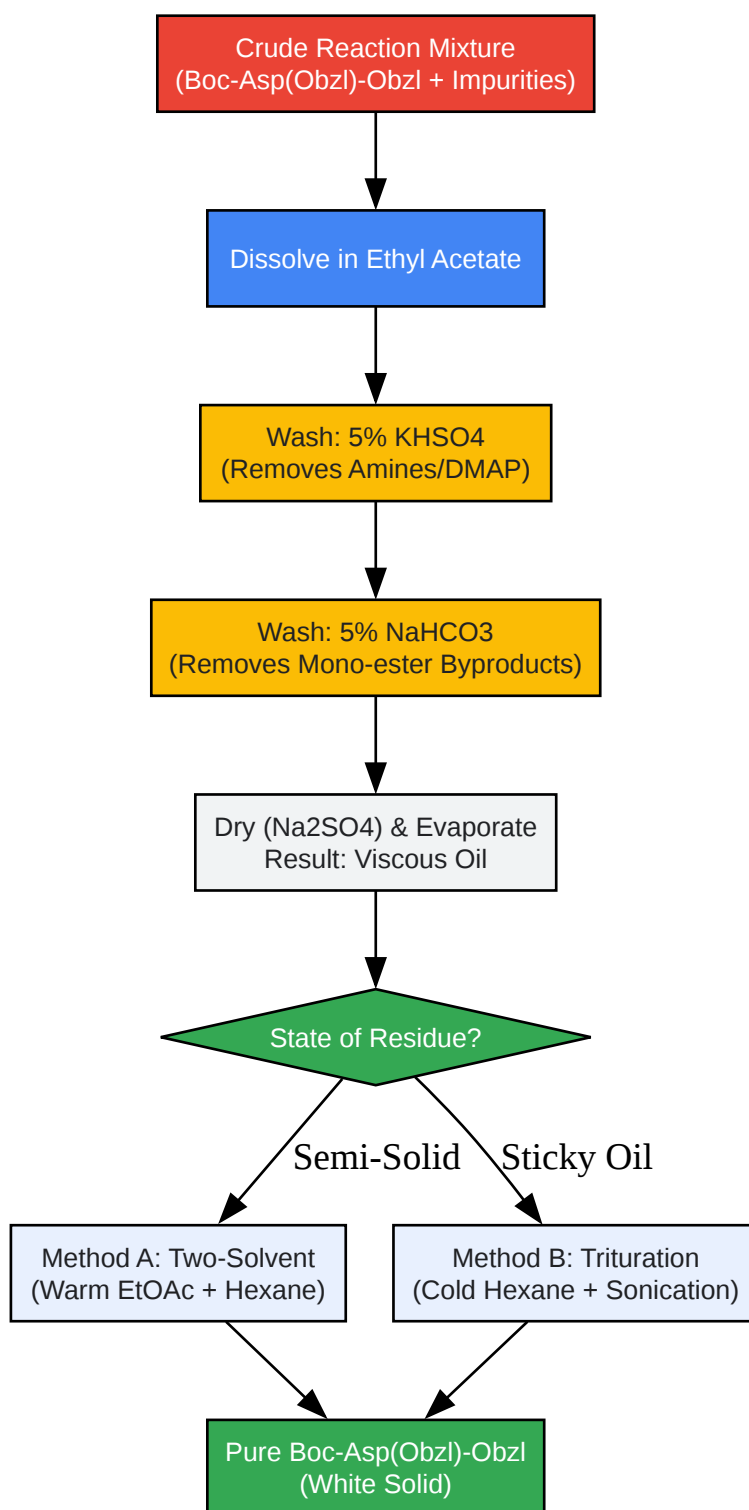 Crude Reaction Mixture
(Boc-Asp(Obzl)-Obzl + Impurities)
Dissolve in Ethyl Acetate
Wash: 5% KHSO4
(Removes Amines/DMAP)
Wash: 5% NaHCO3
(Removes Mono-ester Byproducts)
Dry (Na2SO4) & Evaporate
Result: Viscous Oil
State of Residue?
Semi-Solid
Sticky Oil
Method A: Two-Solvent
(Warm EtOAc + Hexane)
Method B: Trituration
(Cold Hexane + Sonication)
Pure Boc-Asp(Obzl)-Obzl
(White Solid)